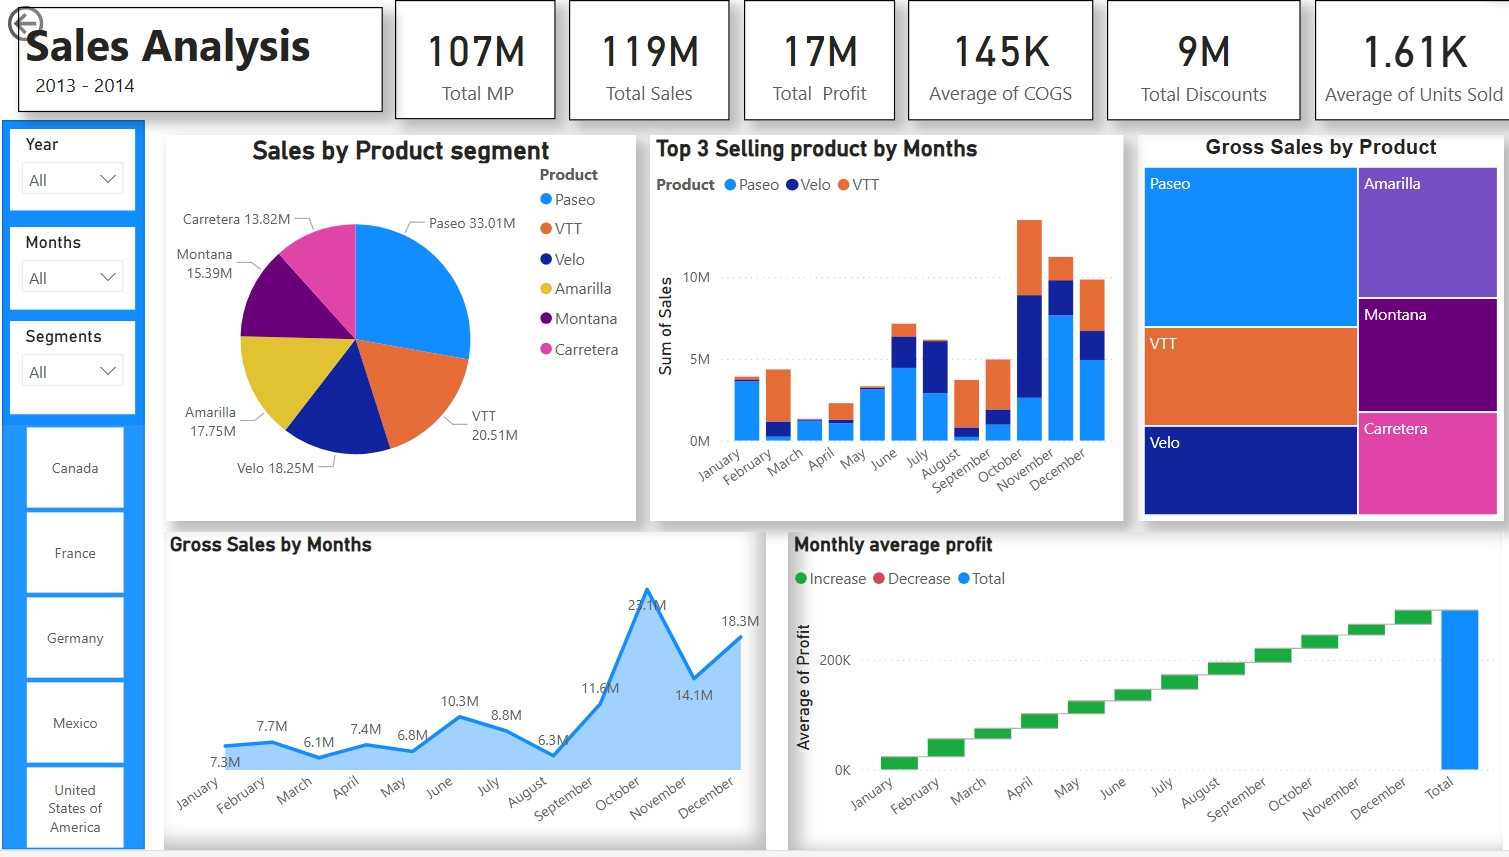 Sales Analysis
2013 - 2014
107M
Total MP
119M
Total Sales
17M
Total Profit
145K
Average of COGS
9M
Total Discounts
1.61K
Average of Units Sold
Year
All
Months
All
Segments
All
Canada
France
Germany
Mexico
United
States of
America
Sales by Product segment
Product
Paseo
VTT
Velo
Amarilla
Montana
Carretera
Carretera 13.82M
Paseo 33.01M
Montana
15.39M
Amarilla
17.75M
VTT
20.51M
Velo 18.25M
Top 3 Selling product by Months
Product Paseo Velo VTT
Sum of Sales
10M
5M
0M
January
February
March
April
May
June
July
August
September
October
November
December
Gross Sales by Product
Paseo
Amarilla
Montana
VTT
Carretera
Velo
Gross Sales by Months
7.3M
7.7M
6.1M
7.4M
6.8M
10.3M
8.8M
6.3M
11.6M
23.1M
14.1M
18.3M
January
February
March
April
May
June
July
August
September
October
November
December
Monthly average profit
Increase Decrease Total
Average of Profit
200K
0K
January
February
March
April
May
June
July
August
September
October
November
December
Total